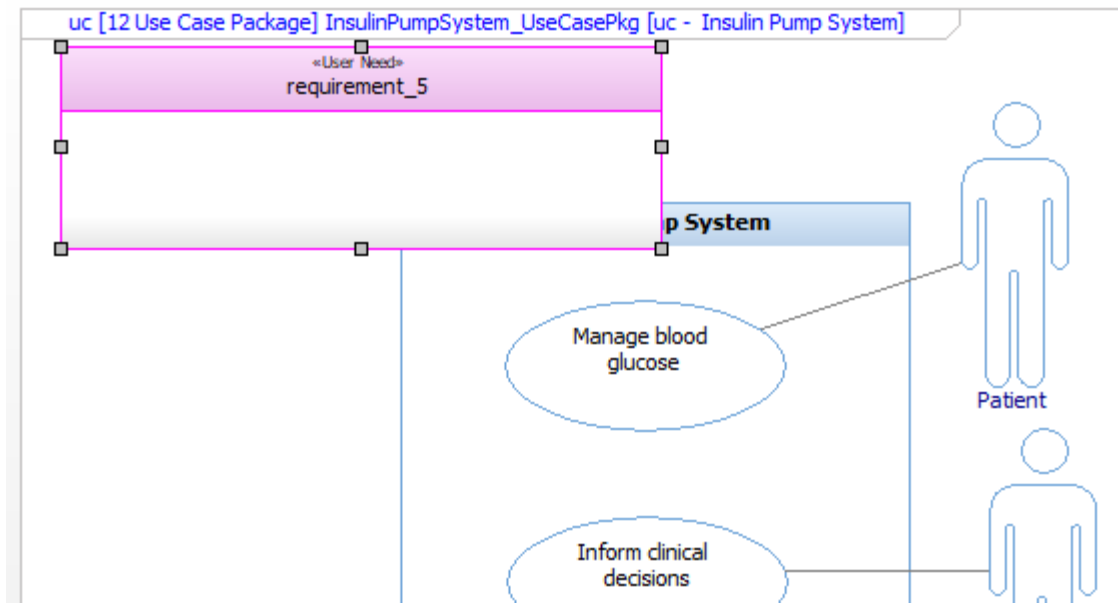 uc [12 Use Case Package] InsulinPumpSystem_UseCasePkg [uc - Insulin Pump System]
«User Need»
requirement_5
p System
Manage blood
glucose
Patient
Inform clinical
decisions